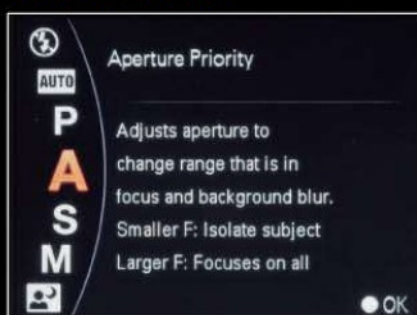 Aperture Priority
AUTO
P
A
S
M
Adjusts aperture to
change range that is in
focus and background blur.
Smaller F: Isolate subject
Larger F: Focuses on all
OK